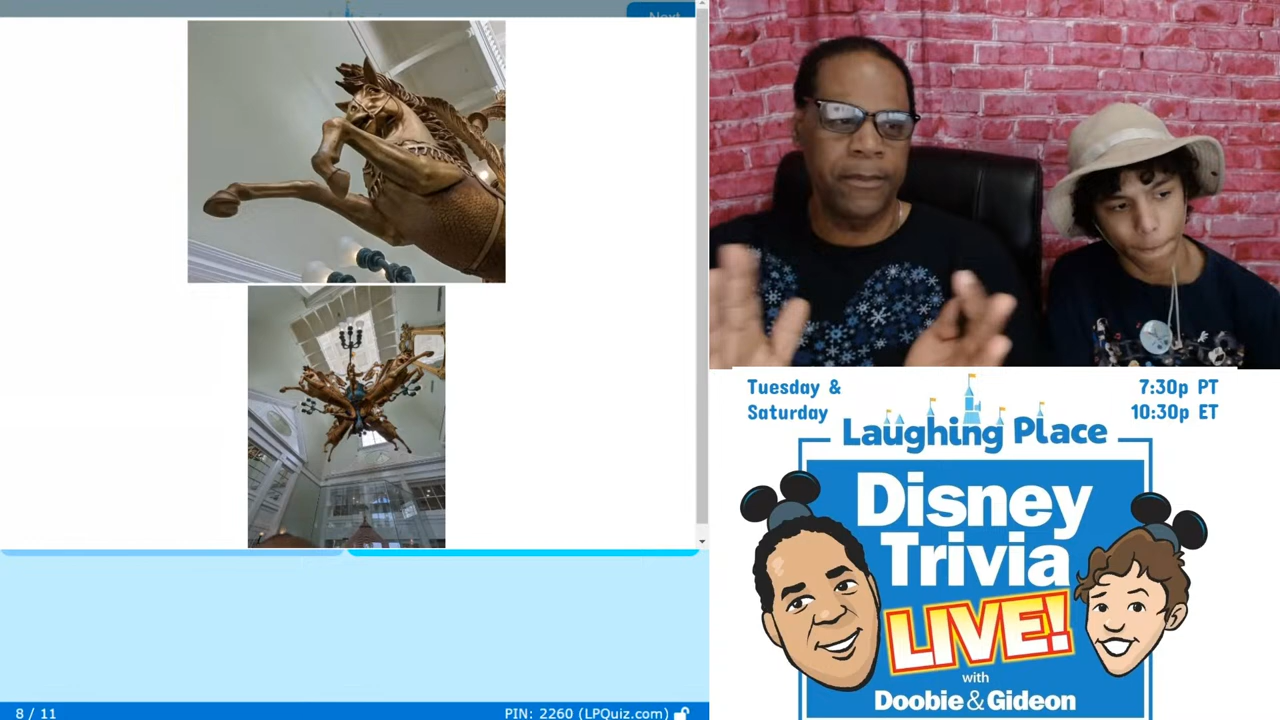 Next
Tuesday &
Saturday
7:30p PT
10:30p ET
Laughing Place
Disney
Trivia
LIVE!
with
Doobie & Gideon
8 / 11
PIN: 2260 (LPQuiz.com)